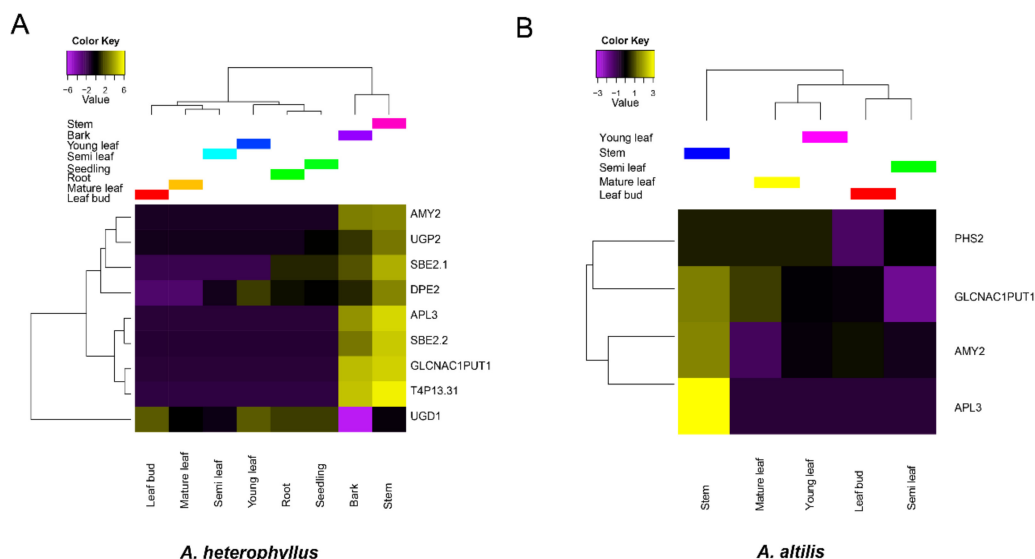 A
Color Key
−6 −2 2 6
Value
Stem
Bark
Young leaf
Semi leaf
Seedling
Root
Mature leaf
Leaf bud
AMY2
UGP2
SBE2.1
DPE2
APL3
SBE2.2
GLCNAC1PUT1
T4P13.31
UGD1
Leaf bud
Mature leaf
Semi leaf
Young leaf
Root
Seedling
Bark
Stem
A. heterophyllus
B
Color Key
−3 −1 1 3
Value
Young leaf
Stem
Semi leaf
Mature leaf
Leaf bud
PHS2
GLCNAC1PUT1
AMY2
APL3
Stem
Mature leaf
Young leaf
Leaf bud
Semi leaf
A. altilis